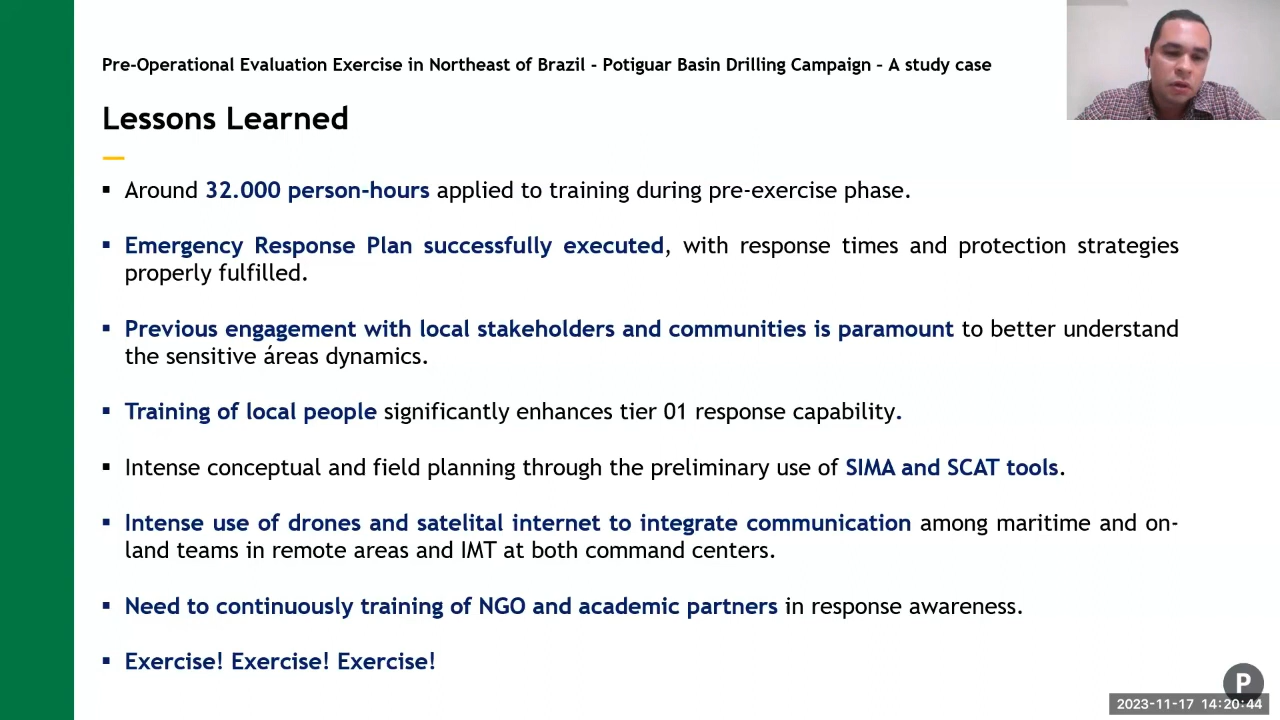 Pre-Operational Evaluation Exercise in Northeast of Brazil - Potiguar Basin Drilling Campaign – A study case
Lessons Learned
▪ Around 32.000 person-hours applied to training during pre-exercise phase.
▪ Emergency Response Plan successfully executed, with response times and protection strategies
properly fulfilled.
▪ Previous engagement with local stakeholders and communities is paramount to better understand
the sensitive áreas dynamics.
▪ Training of local people significantly enhances tier 01 response capability.
▪ Intense conceptual and field planning through the preliminary use of SIMA and SCAT tools.
▪ Intense use of drones and satelital internet to integrate communication among maritime and on-
land teams in remote areas and IMT at both command centers.
▪ Need to continuously training of NGO and academic partners in response awareness.
▪ Exercise! Exercise! Exercise!
P
2023-11-17 14:20:44